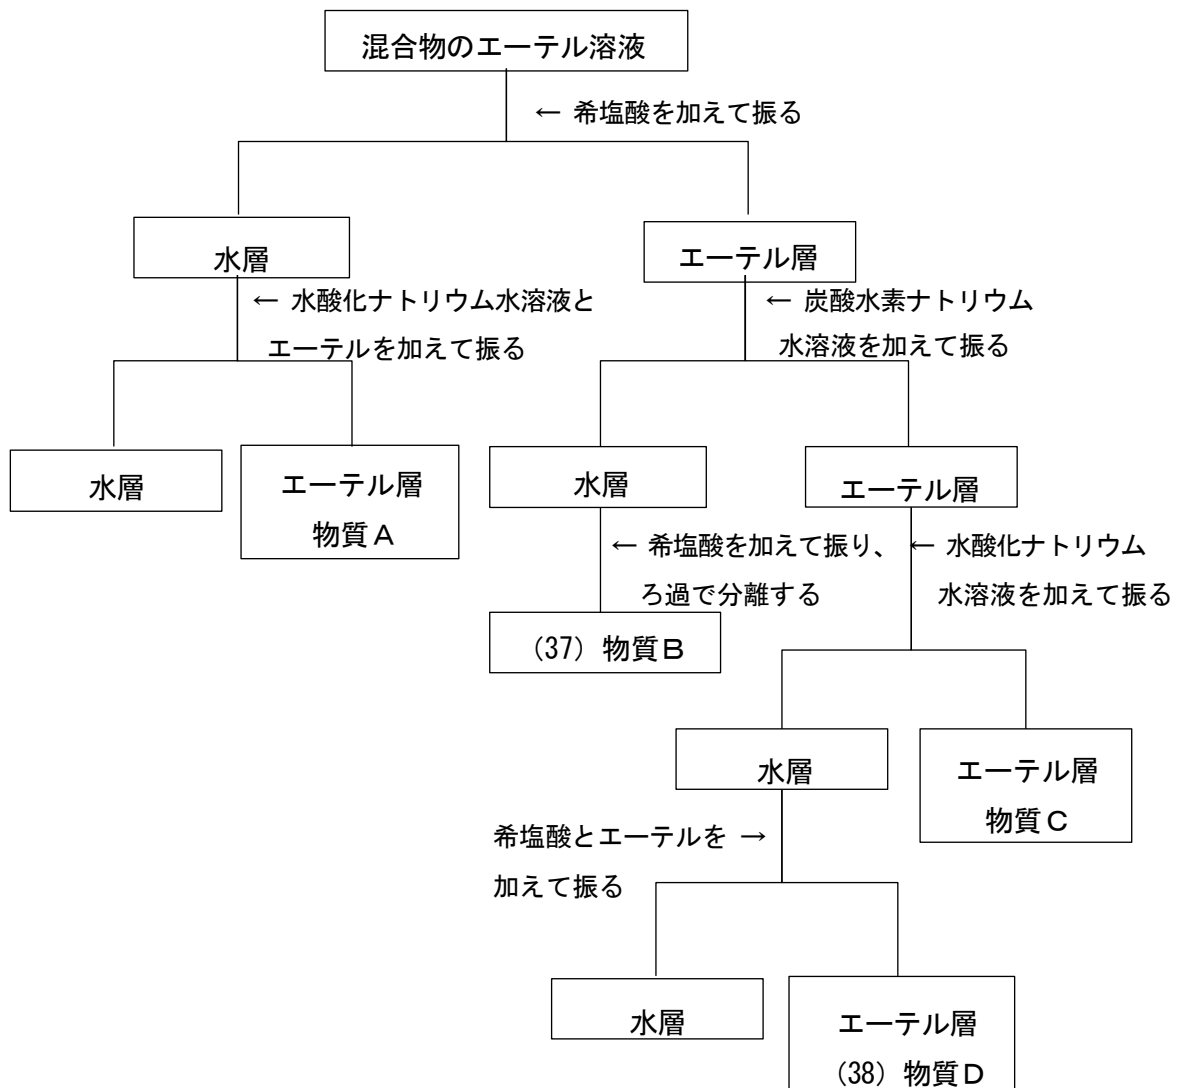 混合物のエーテル溶液
← 希塩酸を加えて振る
水層
エーテル層
← 水酸化ナトリウム水溶液と
エーテルを加えて振る
← 炭酸水素ナトリウム
水溶液を加えて振る
水層
エーテル層
物質A
水層
エーテル層
← 希塩酸を加えて振り、
ろ過で分離する
← 水酸化ナトリウム
水溶液を加えて振る
(37) 物質B
水層
エーテル層
物質C
希塩酸とエーテルを →
加えて振る
水層
エーテル層
(38) 物質D